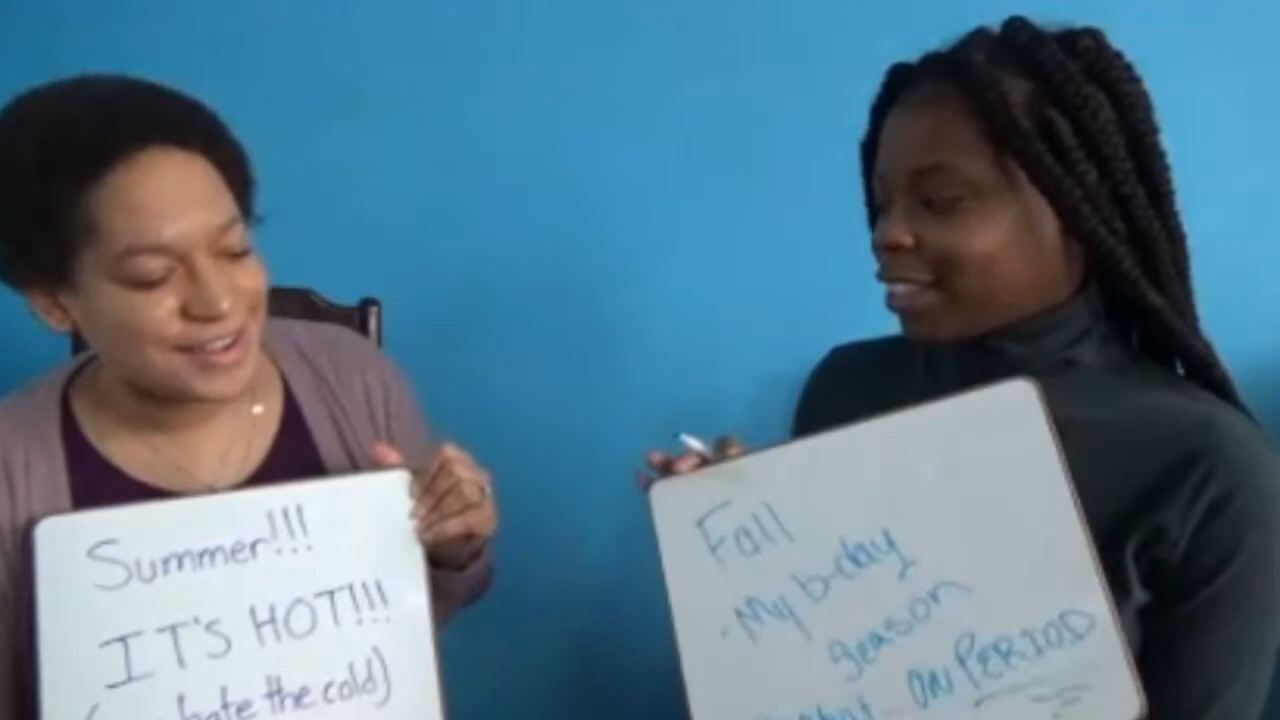 Summer!!!
IT'S HOT!!!
hate the cold)
Fall
- My b-day
season
ON PERIOD